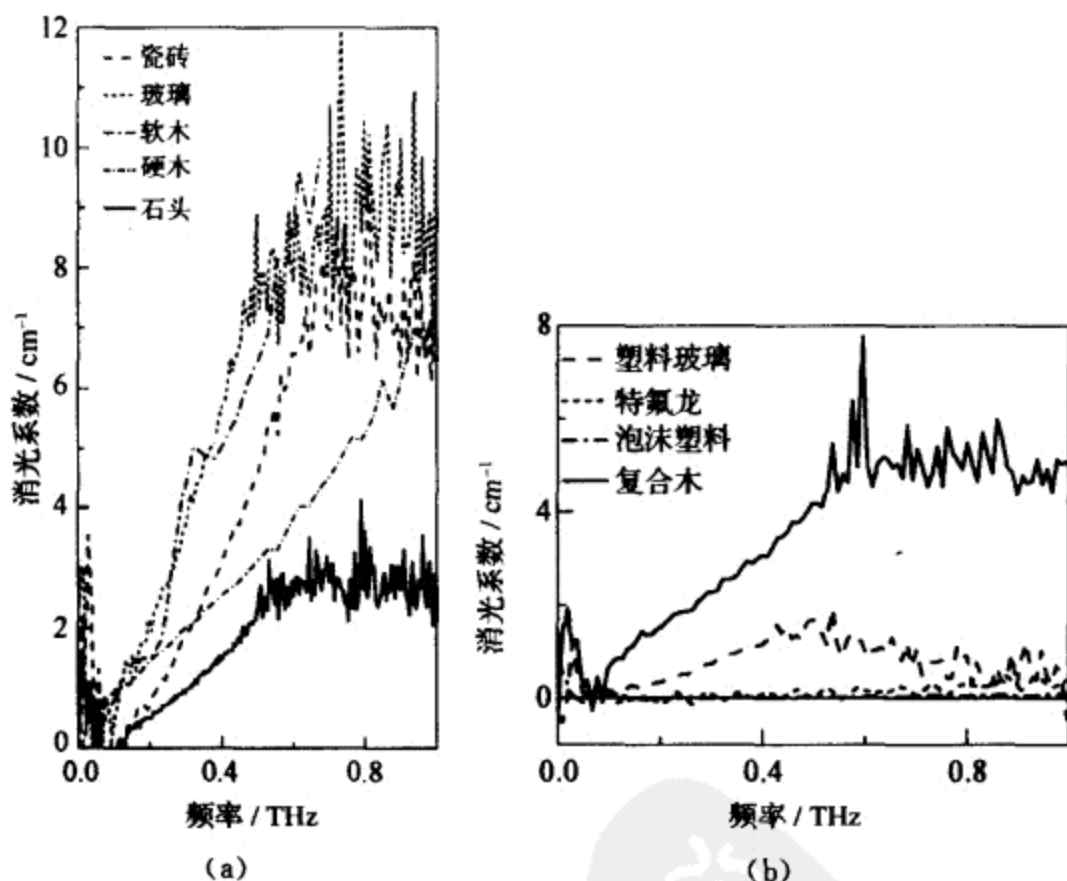 12
10
8
6
4
2
0
消光系数 / cm⁻¹
瓷砖
玻璃
软木
硬木
石头
0.0 0.4 0.8
频率 / THz
(a)
8
4
0
消光系数 / cm⁻¹
塑料玻璃
特氟龙
泡沫塑料
复合木
0.0 0.4 0.8
频率 / THz
(b)